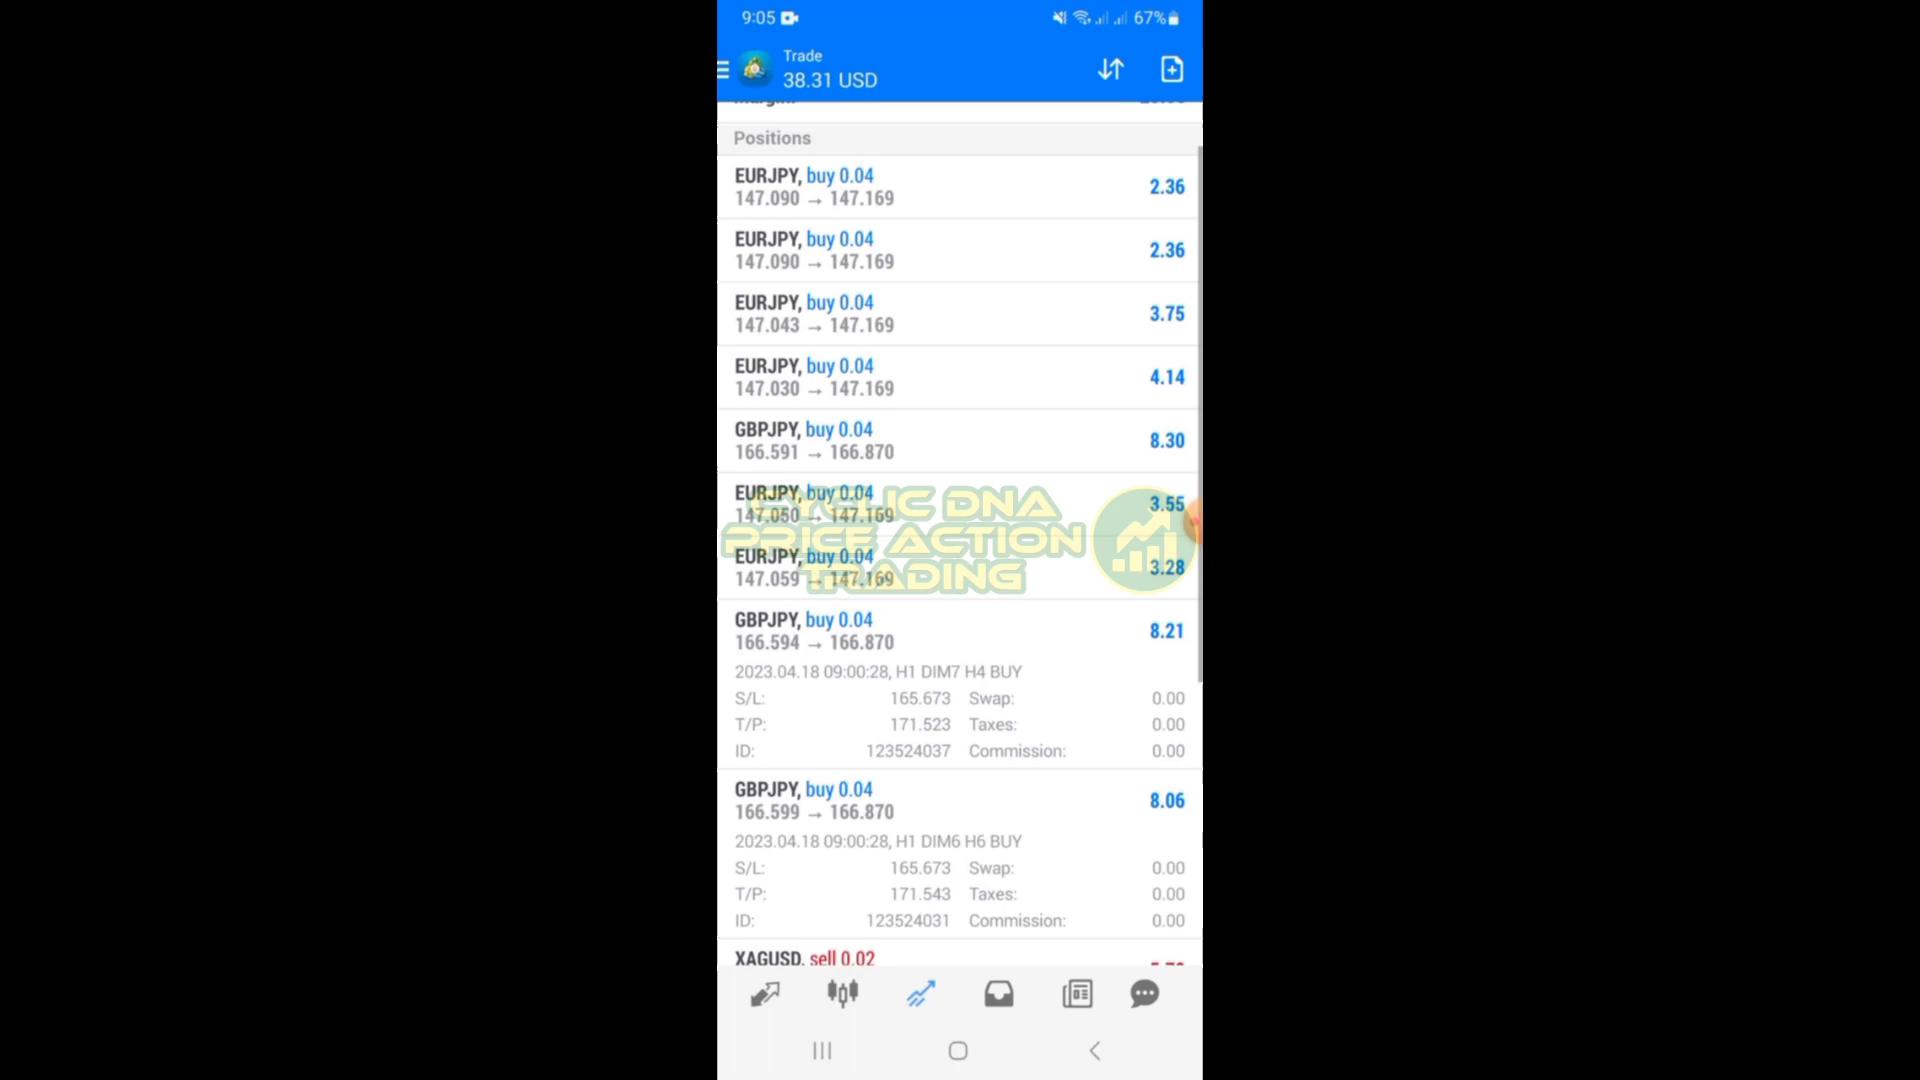 9:05
67%
Trade
38.31 USD
Positions
EURJPY, buy 0.04
147.090 → 147.169
2.36
EURJPY, buy 0.04
147.090 → 147.169
2.36
EURJPY, buy 0.04
147.043 → 147.169
3.75
EURJPY, buy 0.04
147.030 → 147.169
4.14
GBPJPY, buy 0.04
166.591 → 166.870
8.30
EURJPY, buy 0.04
147.050 → 147.169
3.55
CYCLIC DNA
PRICE ACTION
TRADING
EURJPY, buy 0.04
147.059 → 147.169
3.28
GBPJPY, buy 0.04
166.594 → 166.870
8.21
2023.04.18 09:00:28, H1 DIM7 H4 BUY
S/L: 165.673 Swap: 0.00
T/P: 171.523 Taxes: 0.00
ID: 123524037 Commission: 0.00
GBPJPY, buy 0.04
166.599 → 166.870
8.06
2023.04.18 09:00:28, H1 DIM6 H6 BUY
S/L: 165.673 Swap: 0.00
T/P: 171.543 Taxes: 0.00
ID: 123524031 Commission: 0.00
XAGUSD, sell 0.02